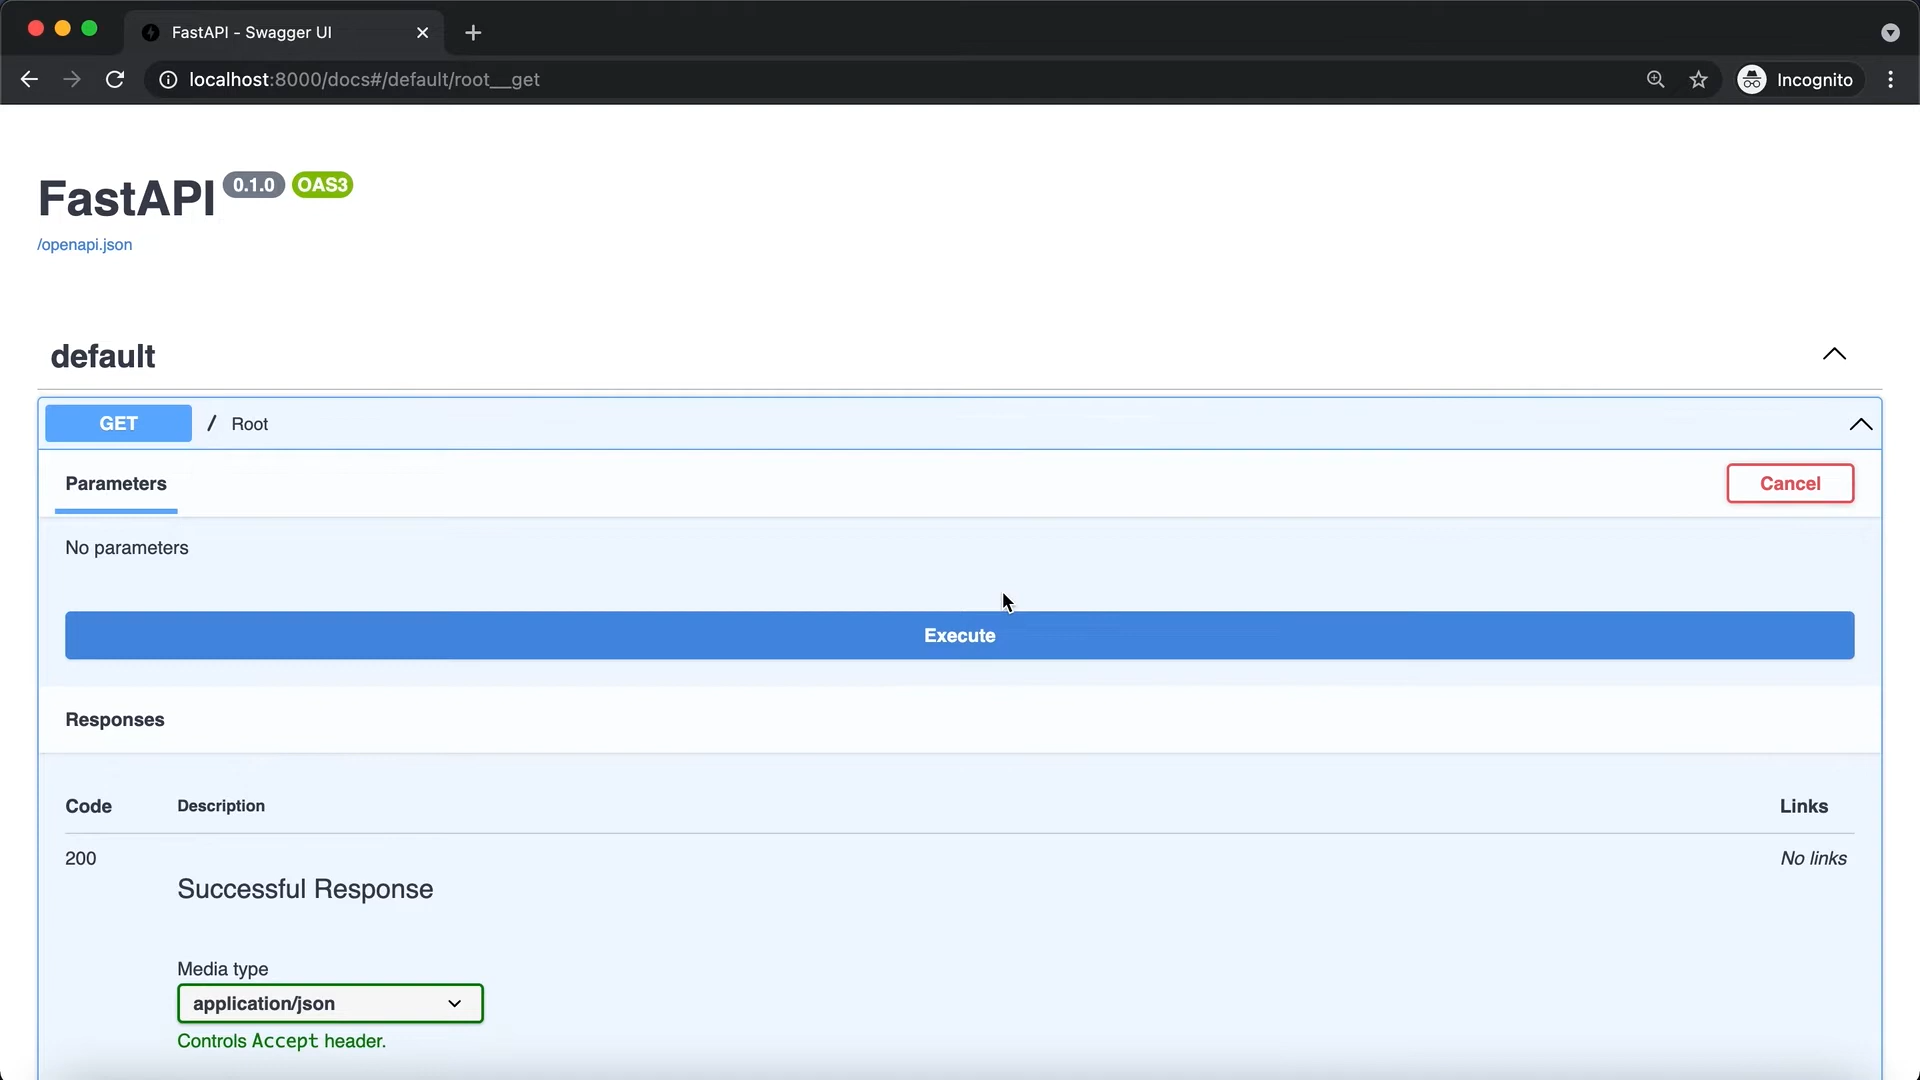 FastAPI - Swagger UI
localhost:8000/docs#/default/root__get
Incognito
FastAPI 0.1.0 OAS3
/openapi.json
default
GET / Root
Parameters
Cancel
No parameters
Execute
Responses
Code Description Links
200 No links
Successful Response
Media type
application/json
Controls Accept header.